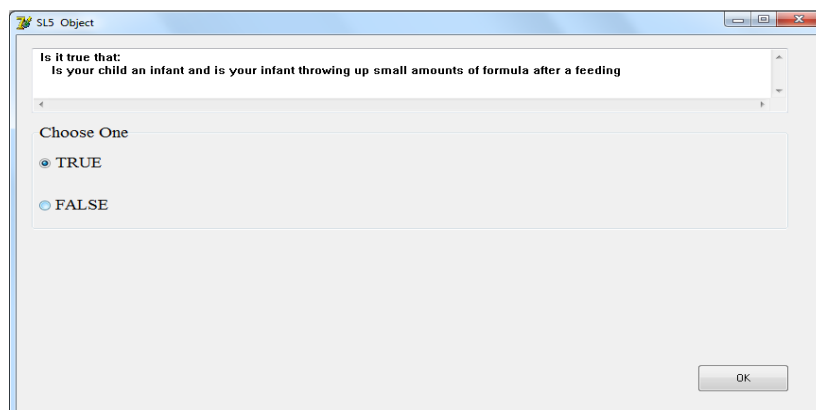 SL5 Object
Is it true that:
Is your child an infant and is your infant throwing up small amounts of formula after a feeding
Choose One
TRUE
FALSE
OK